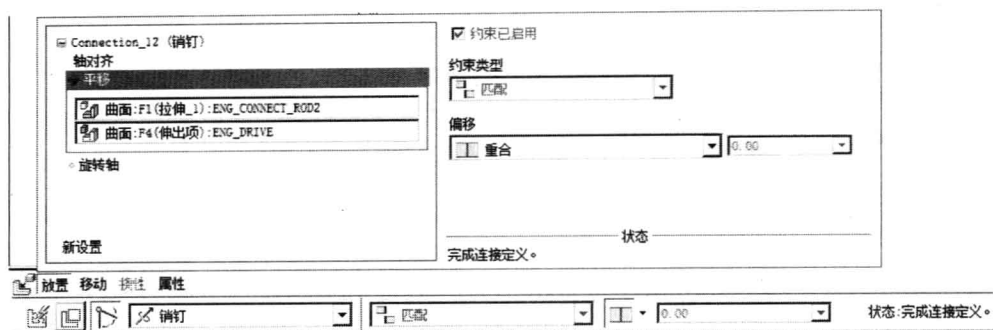 Connection_12 (销钉)
轴对齐
平移
曲面:F1(拉伸_1):ENG_CONNECT_ROD2
曲面:F4(伸出项):ENG_DRIVE
旋转轴
新设置
约束已启用
约束类型
匹配
偏移
重合
0.00
状态
完成连接定义。
放置 移动 挠性 属性
销钉
匹配
0.00
状态:完成连接定义。